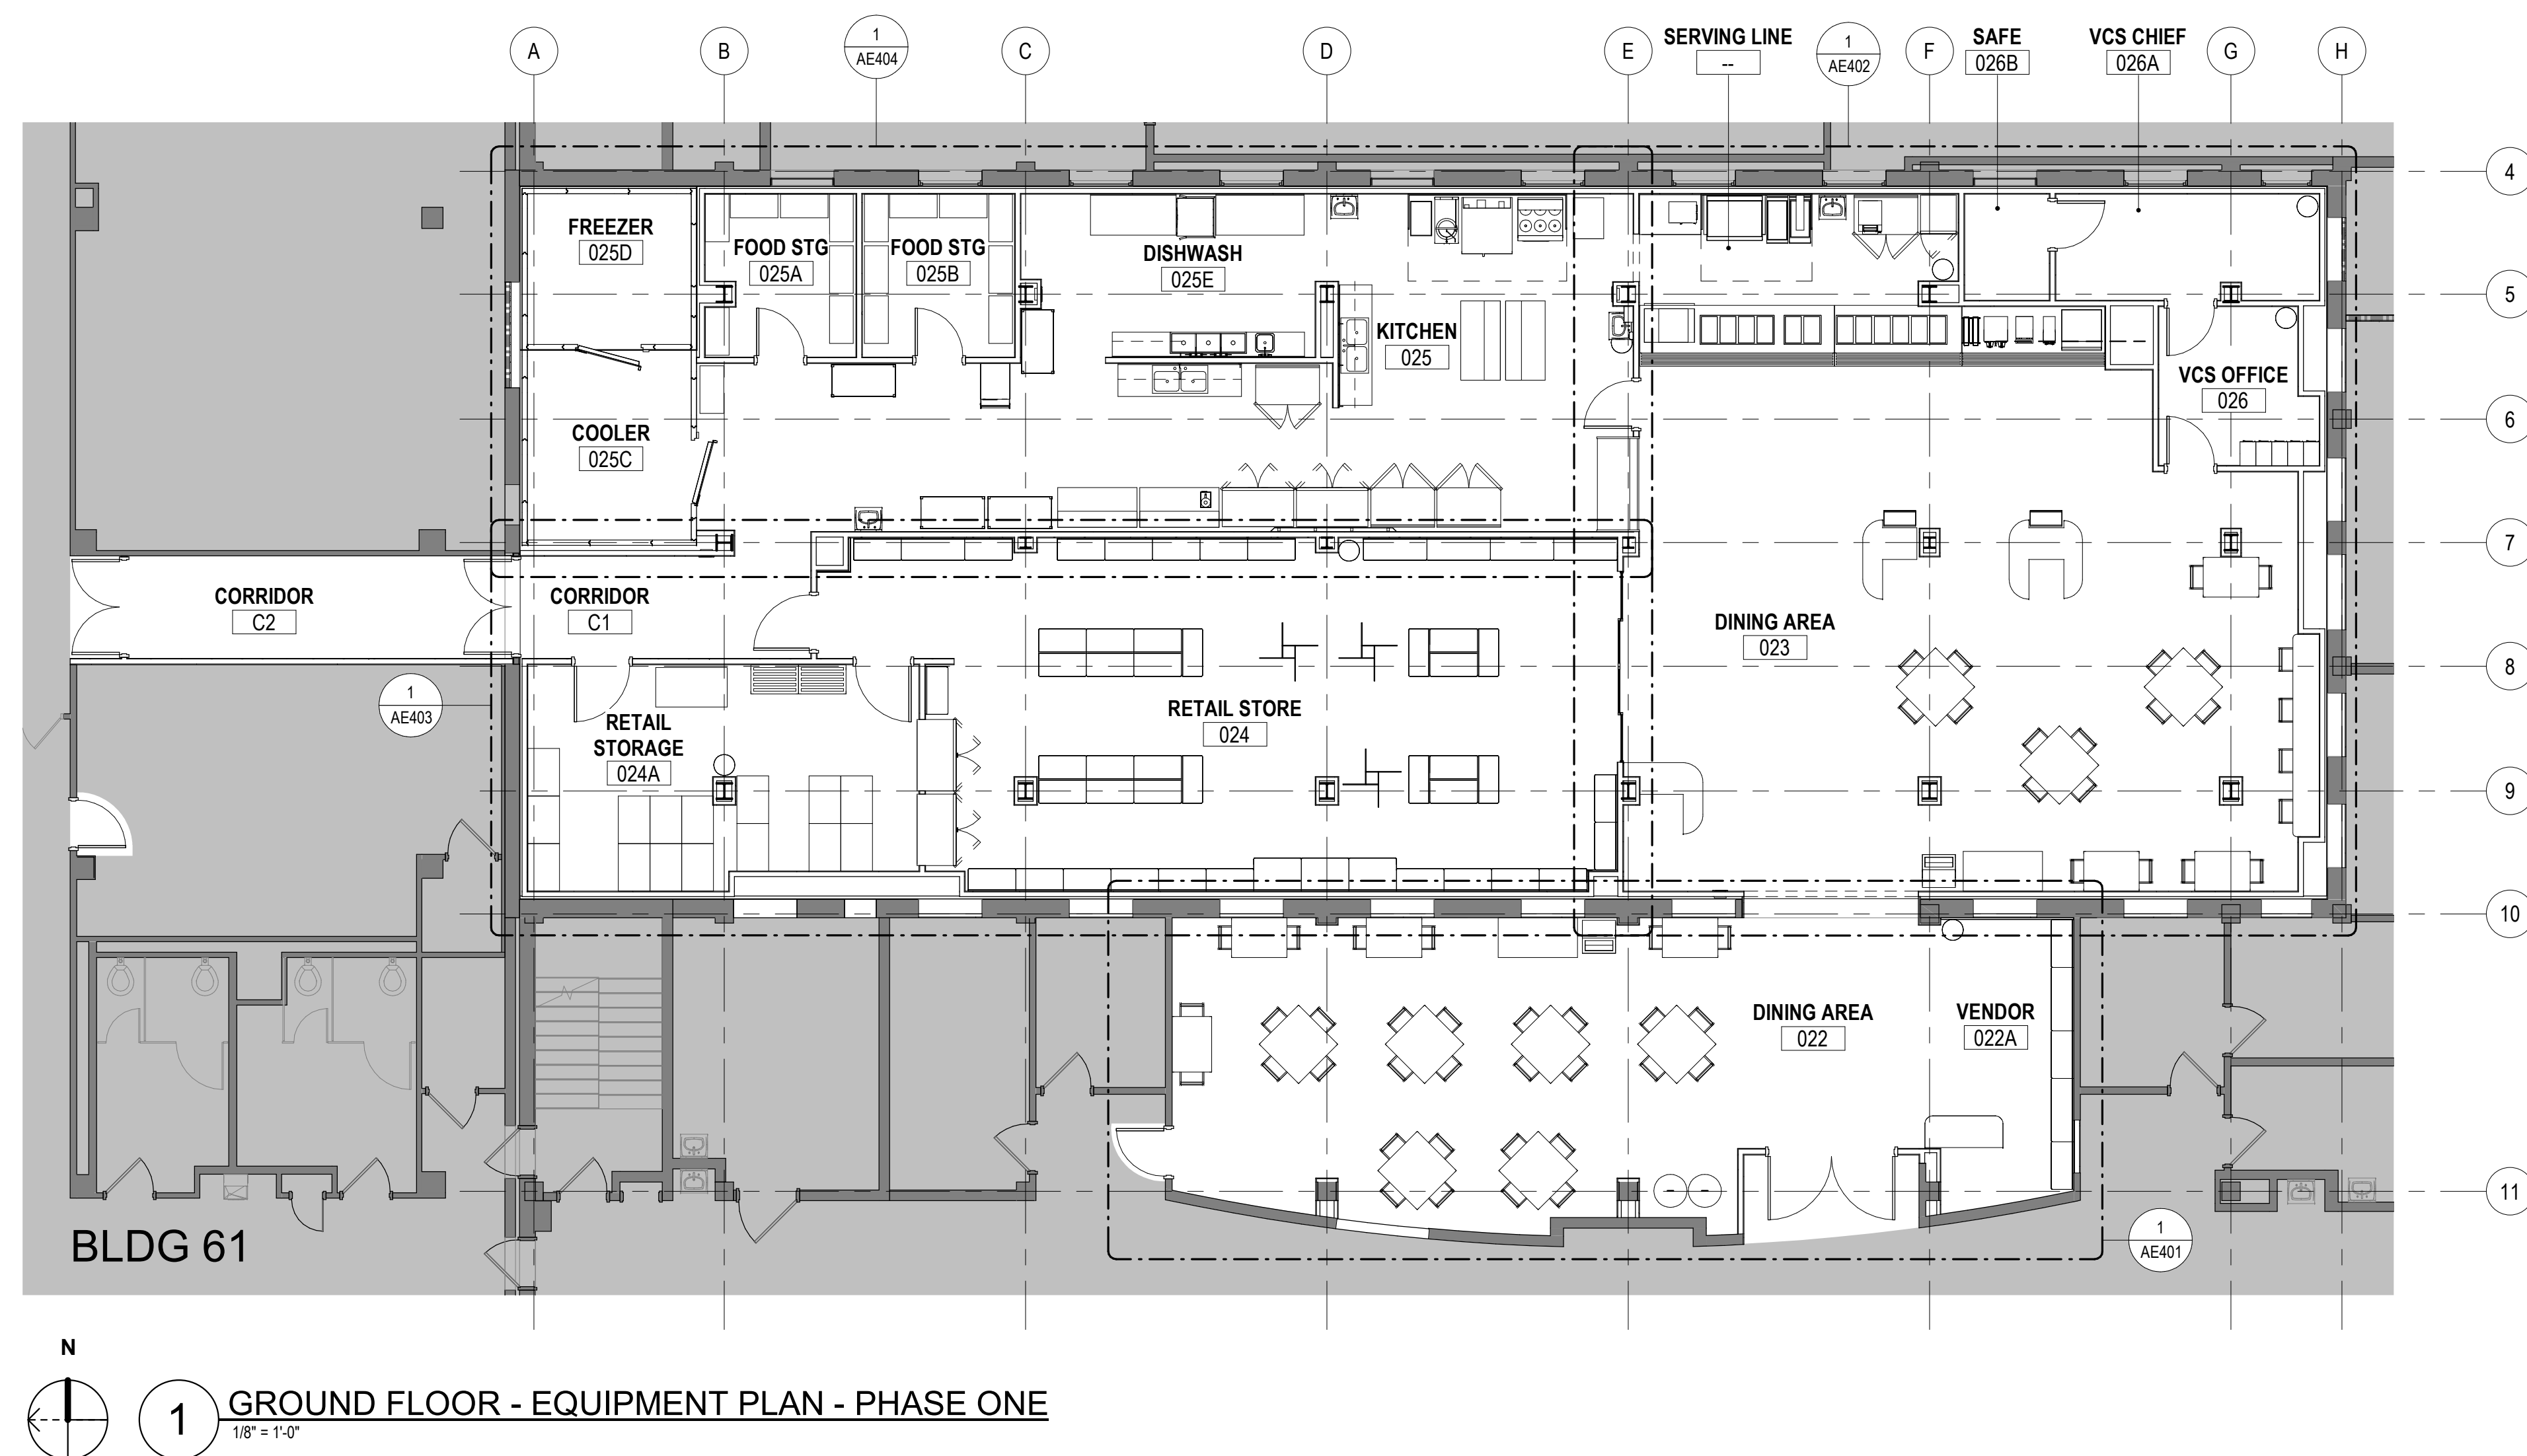 A
B
1
AE404
C
D
E
SERVING LINE
--
1
AE402
F
SAFE
026B
VCS CHIEF
026A
G
H
4
FREEZER
025D
FOOD STG
025A
FOOD STG
025B
DISHWASH
025E
5
KITCHEN
025
VCS OFFICE
026
6
COOLER
025C
7
CORRIDOR
C2
CORRIDOR
C1
DINING AREA
023
8
1
AE403
RETAIL
STORAGE
024A
RETAIL STORE
024
9
10
DINING AREA
022
VENDOR
022A
- -
11
BLDG 61
1
AE401
N
1
GROUND FLOOR - EQUIPMENT PLAN - PHASE ONE
1/8" = 1'-0"